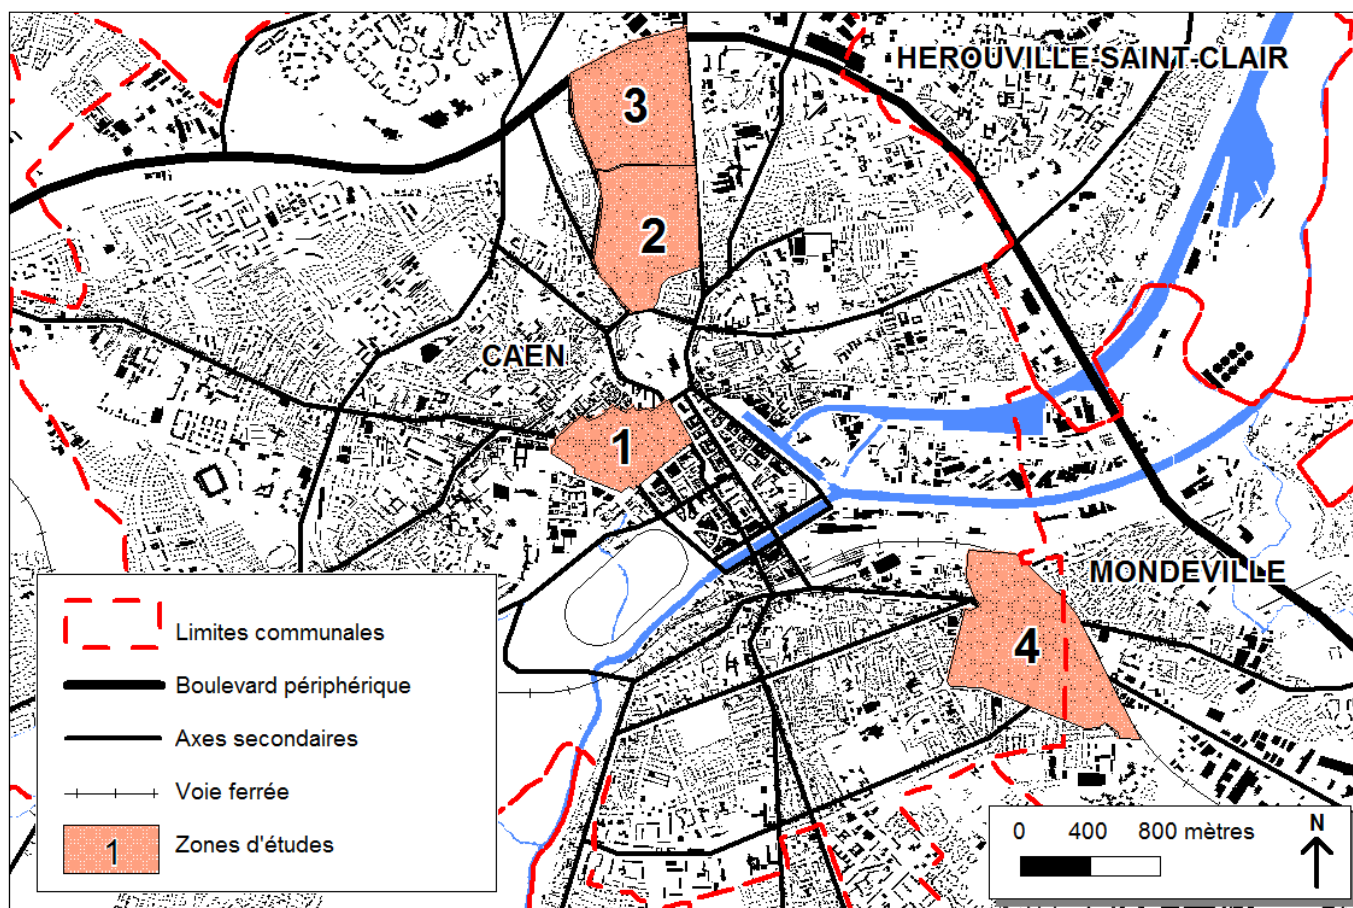 HEROUVILLE-SAINT-CLAIR
3
2
CAEN
1
MONDEVILLE
4
Limites communales
Boulevard périphérique
Axes secondaires
Voie ferrée
1 Zones d'études
0 400 800 mètres
N